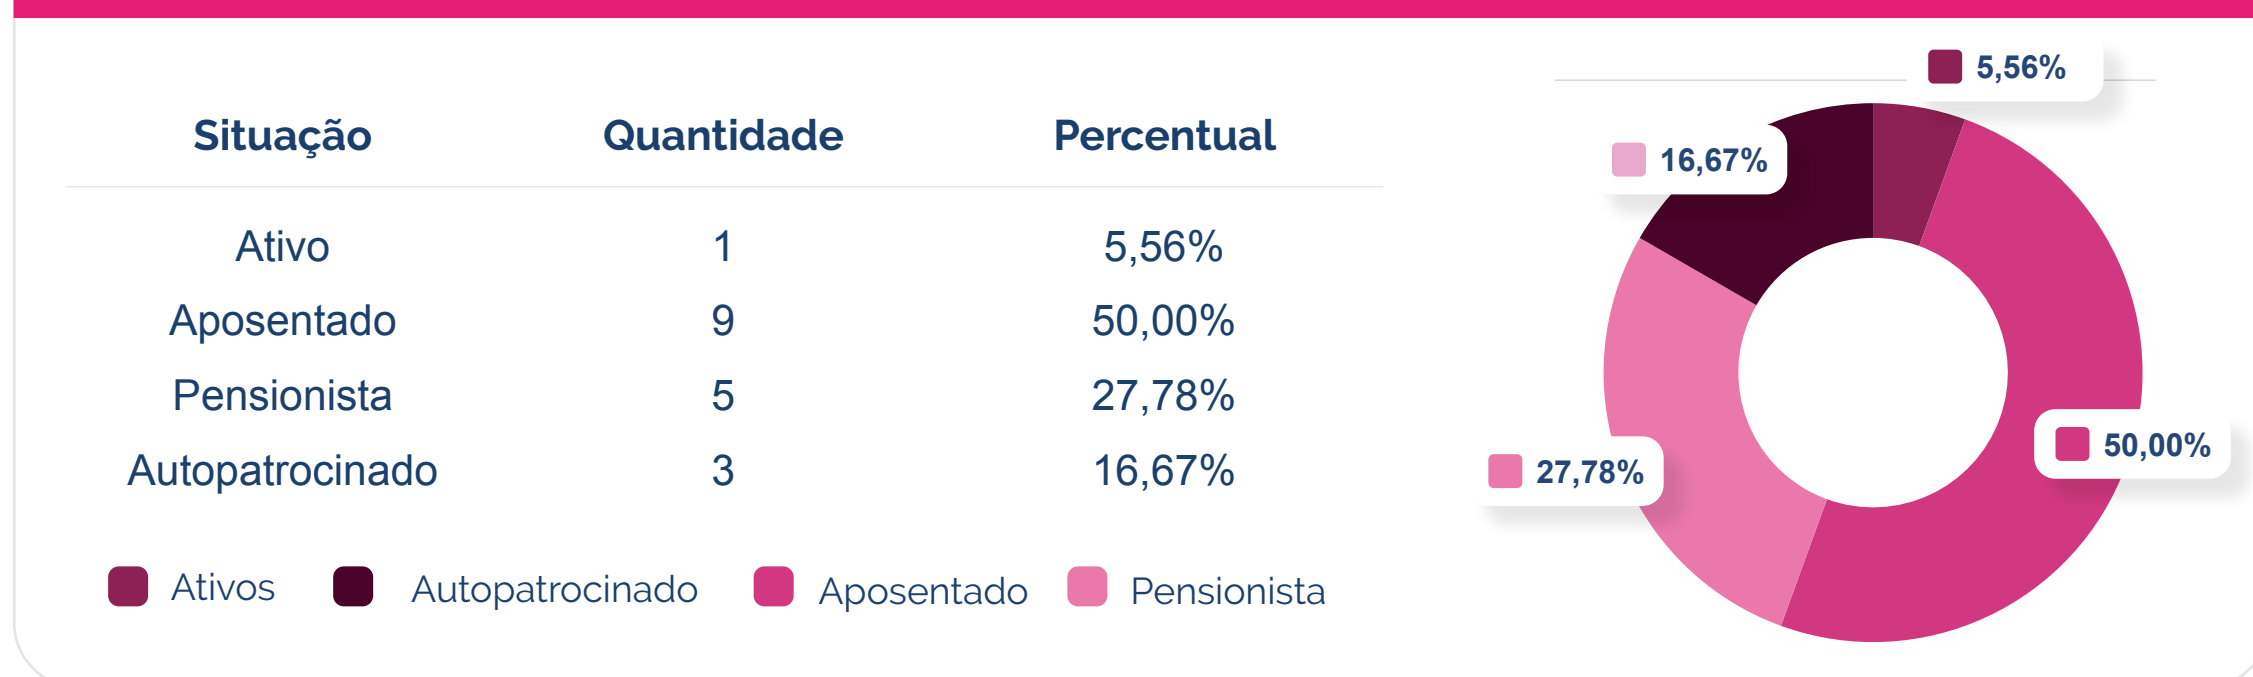 Situação Quantidade Percentual
Ativo 1 5,56%
Aposentado 9 50,00%
Pensionista 5 27,78%
Autopatrocinado 3 16,67%
Ativos Autopatrocinado Aposentado Pensionista
5,56%
16,67%
50,00%
27,78%